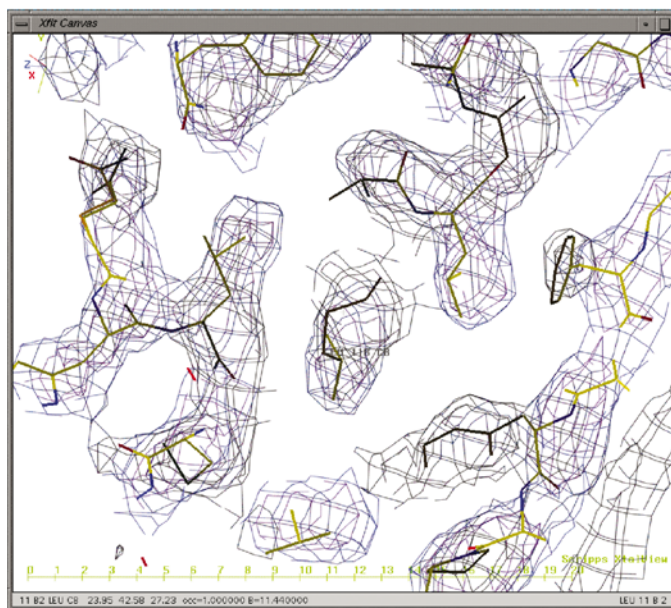 Xfit Canvas
Z
X
0 1 2 3 4 5 6 7 8 9 10 11 12 13 14 15 16 17 18 19 20
Scripps XtalView
11 B2 LEU CB 23.95 42.58 27.23 occ=1.000000 B=11.440000 LEU 11 B 2